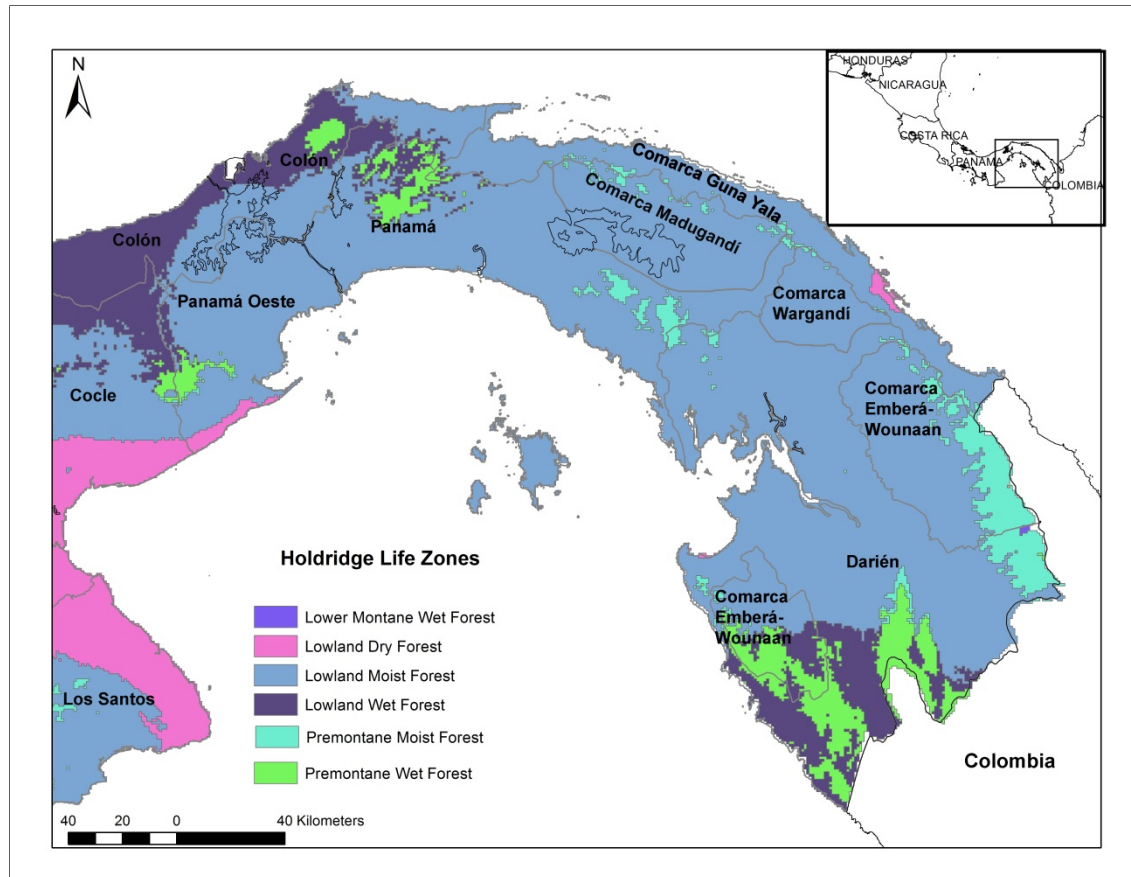 N
HONDURAS
NICARAGUA
COSTA RICA
PANAMA
COLOMBIA
Colón
Comarca Guna Yala
Comarca Madugandí
Panamá
Colón
Panamá Oeste
Comarca
Wargandí
Cocle
Comarca
Emberá-
Wounaan
Holdridge Life Zones
Darién
Comarca
Emberá-
Wounaan
Lower Montane Wet Forest
Lowland Dry Forest
Lowland Moist Forest
Lowland Wet Forest
Premontane Moist Forest
Premontane Wet Forest
Los Santos
Colombia
40 20 0 40 Kilometers